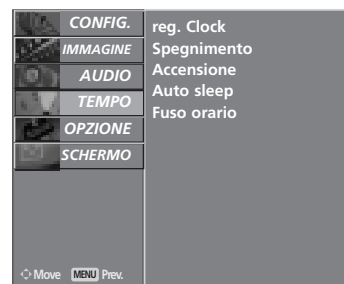 CONFIG.
IMMAGINE
AUDIO
TEMPO
OPZIONE
SCHERMO
reg. Clock
Spegnimento
Accensione
Auto sleep
Fuso orario
Move MENU Prev.